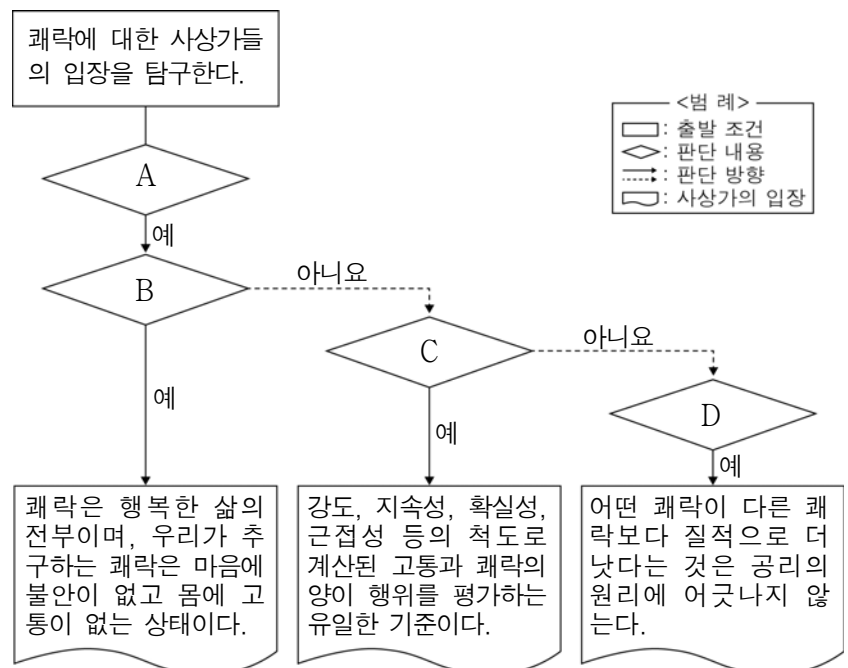 쾌락에 대한 사상가들
의 입장을 탐구한다.
<범 례>
: 출발 조건
: 판단 내용
: 판단 방향
: 사상가의 입장
A
예
B
아니요
C
아니요
D
예
예
예
쾌락은 행복한 삶의
전부이며, 우리가 추
구하는 쾌락은 마음에
불안이 없고 몸에 고
통이 없는 상태이다.
강도, 지속성, 확실성,
근접성 등의 척도로
계산된 고통과 쾌락의
양이 행위를 평가하는
유일한 기준이다.
어떤 쾌락이 다른 쾌
락보다 질적으로 더
낫다는 것은 공리의
원리에 어긋나지 않
는다.